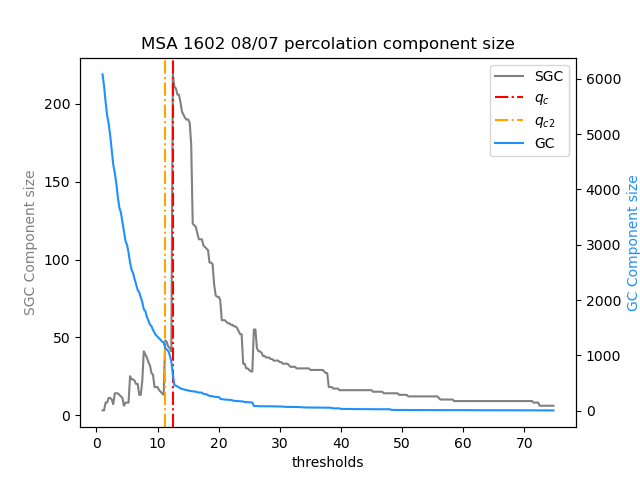 MSA 1602 08/07 percolation component size
SGC
q_c
q_{c2}
GC
200
150
100
50
0
SGC Component size
6000
5000
4000
3000
2000
1000
0
GC Component size
0 10 20 30 40 50 60 70
thresholds